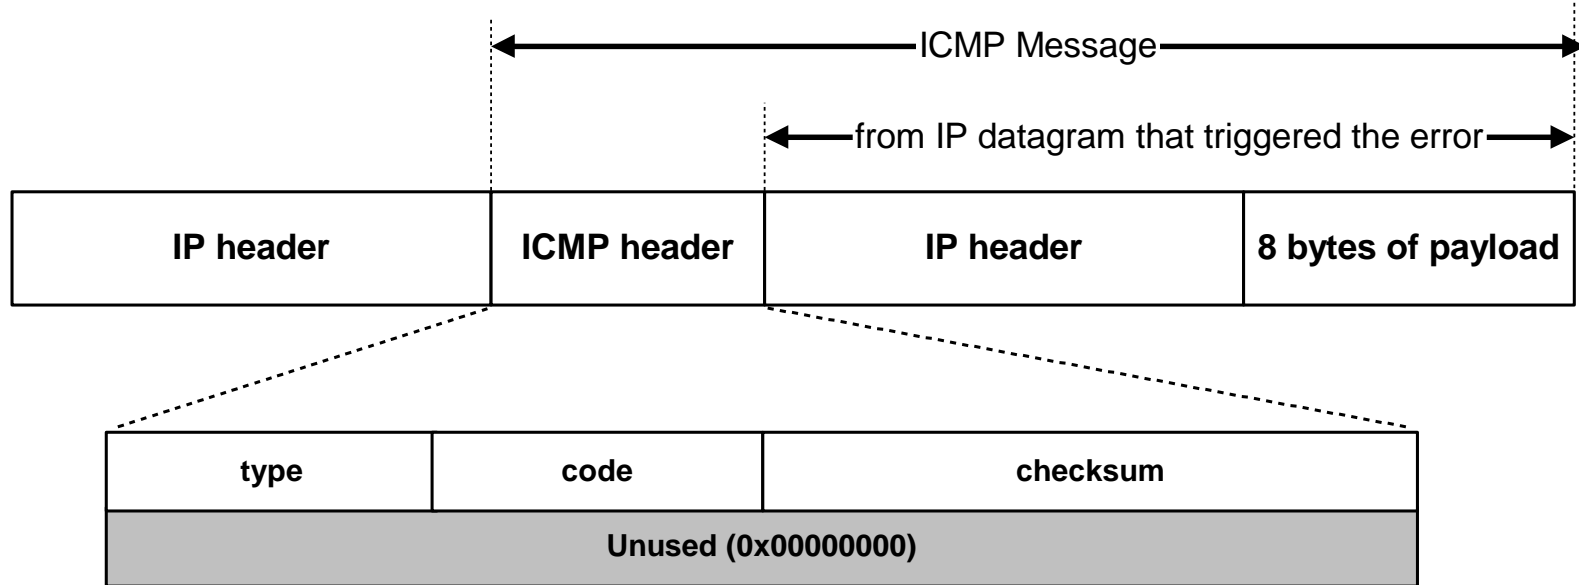 ICMP Message
from IP datagram that triggered the error
IP header ICMP header IP header 8 bytes of payload
type code checksum
Unused (0x00000000)